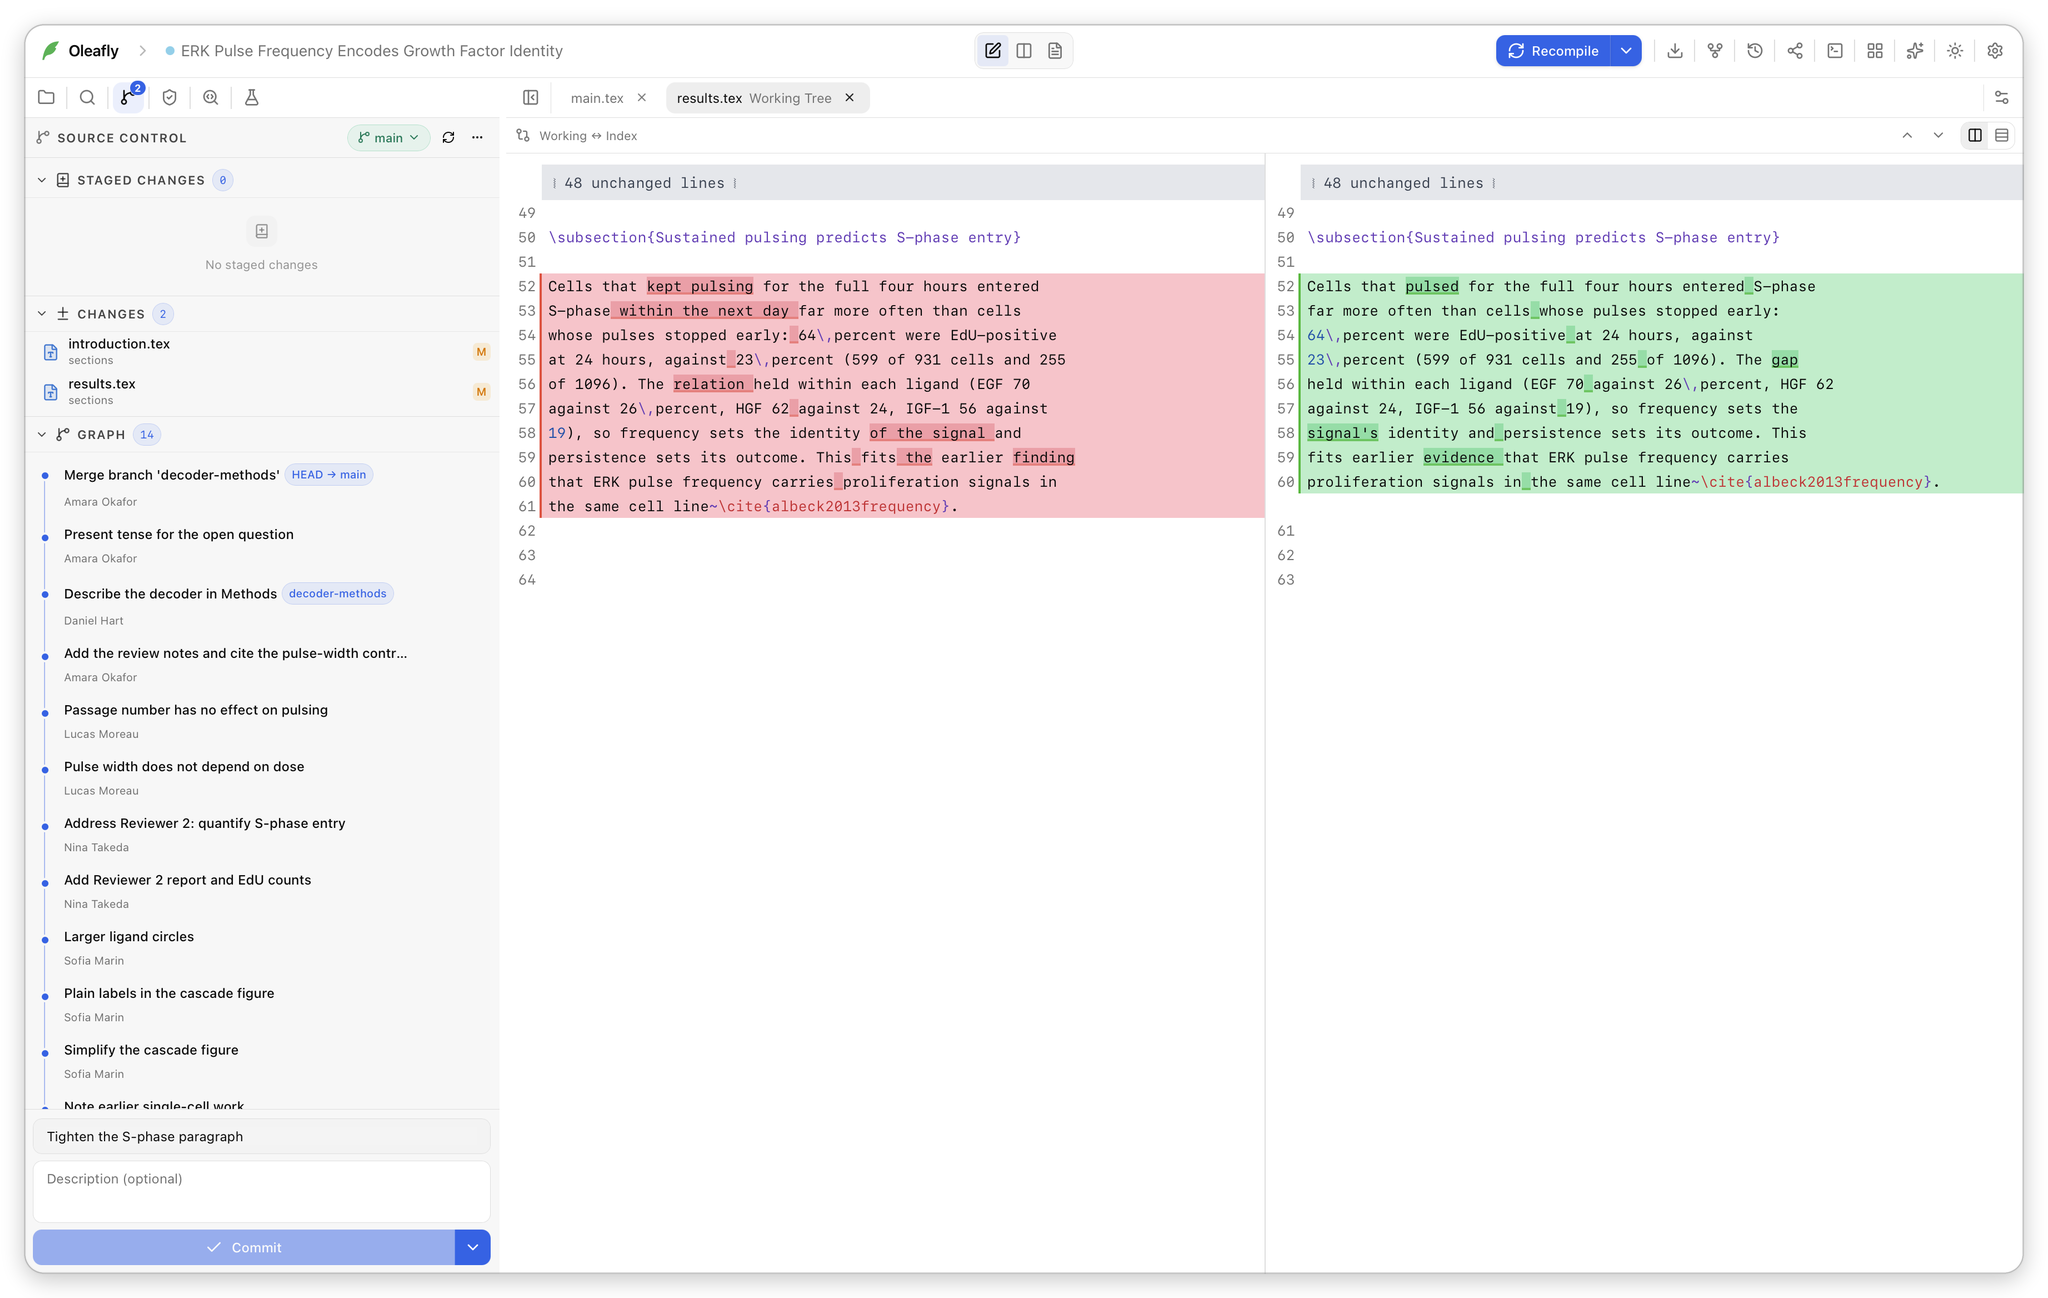 Oleafly
ERK Pulse Frequency Encodes Growth Factor Identity
Recompile
2
main.tex
results.tex Working Tree
SOURCE CONTROL
main
Working ↔ Index
STAGED CHANGES 0
No staged changes
CHANGES 2
introduction.tex
sections
M
results.tex
sections
M
GRAPH 14
Merge branch 'decoder-methods' HEAD → main
Amara Okafor
Present tense for the open question
Amara Okafor
Describe the decoder in Methods decoder-methods
Daniel Hart
Add the review notes and cite the pulse-width contr...
Amara Okafor
Passage number has no effect on pulsing
Lucas Moreau
Pulse width does not depend on dose
Lucas Moreau
Address Reviewer 2: quantify S-phase entry
Nina Takeda
Add Reviewer 2 report and EdU counts
Nina Takeda
Larger ligand circles
Sofia Marin
Plain labels in the cascade figure
Sofia Marin
Simplify the cascade figure
Sofia Marin
Note earlier single-cell work
Tighten the S-phase paragraph
Description (optional)
Commit
48 unchanged lines
49
50 \subsection{Sustained pulsing predicts S-phase entry}
51
52 Cells that kept pulsing for the full four hours entered
53 S-phase within the next day far more often than cells
54 whose pulses stopped early: 64\,percent were EdU-positive
55 at 24 hours, against 23\,percent (599 of 931 cells and 255
56 of 1096). The relation held within each ligand (EGF 70
57 against 26\,percent, HGF 62 against 24, IGF-1 56 against
58 19), so frequency sets the identity of the signal and
59 persistence sets its outcome. This fits the earlier finding
60 that ERK pulse frequency carries proliferation signals in
61 the same cell line~\cite{albeck2013frequency}.
62
63
64
48 unchanged lines
49
50 \subsection{Sustained pulsing predicts S-phase entry}
51
52 Cells that pulsed for the full four hours entered S-phase
53 far more often than cells whose pulses stopped early:
54 64\,percent were EdU-positive at 24 hours, against
55 23\,percent (599 of 931 cells and 255 of 1096). The gap
56 held within each ligand (EGF 70 against 26\,percent, HGF 62
57 against 24, IGF-1 56 against 19), so frequency sets the
58 signal's identity and persistence sets its outcome. This
59 fits earlier evidence that ERK pulse frequency carries
60 proliferation signals in the same cell line~\cite{albeck2013frequency}.
61
62
63